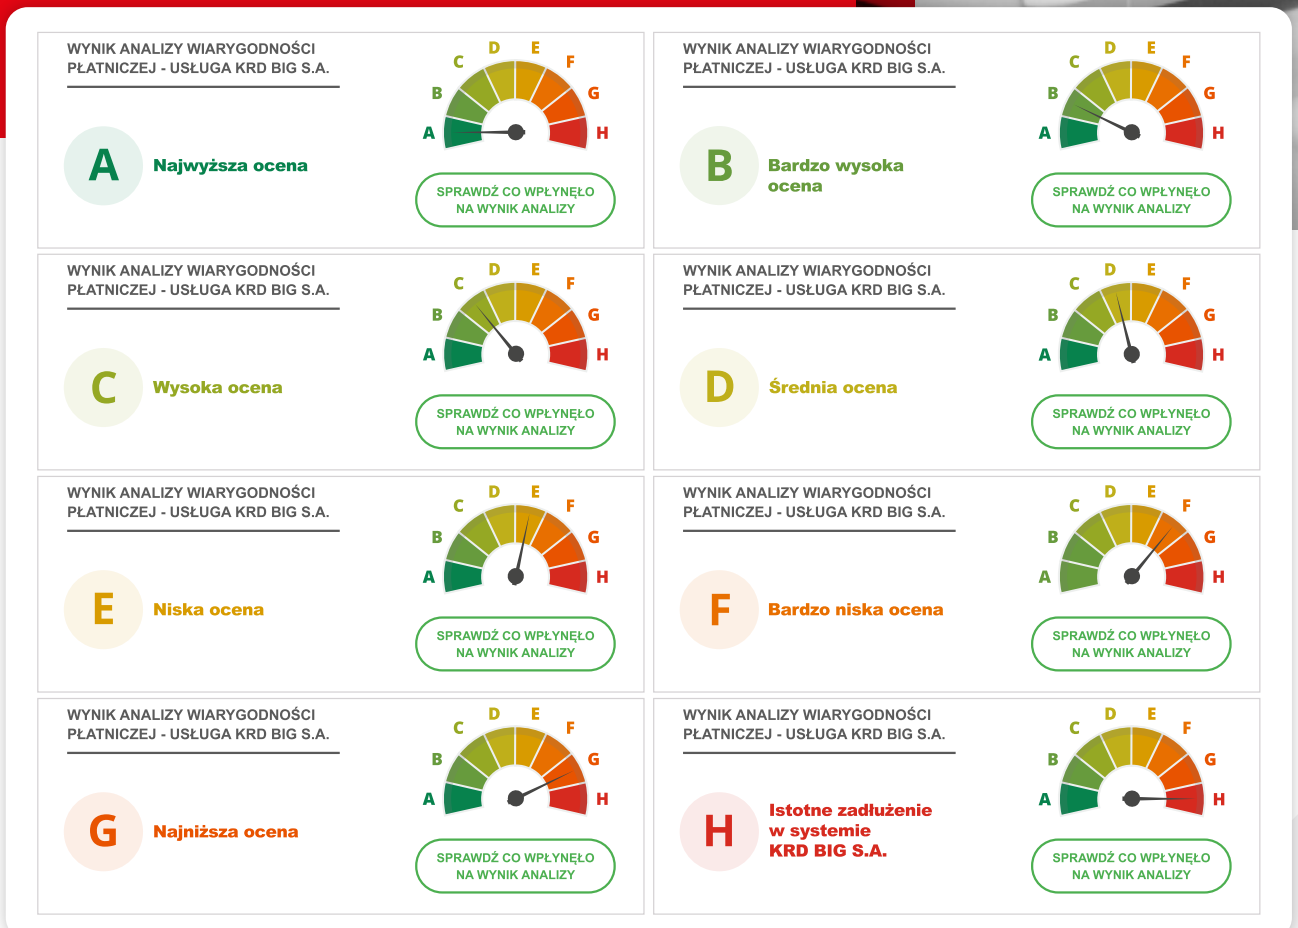 WYNIK ANALIZY WIARYGODNOŚCI
PŁATNICZEJ - USŁUGA KRD BIG S.A.
A
Najwyższa ocena
A
B
C
D
E
F
G
H
SPRAWDŹ CO WPŁYNĘŁO
NA WYNIK ANALIZY
WYNIK ANALIZY WIARYGODNOŚCI
PŁATNICZEJ - USŁUGA KRD BIG S.A.
B
Bardzo wysoka
ocena
A
B
C
D
E
F
G
H
SPRAWDŹ CO WPŁYNĘŁO
NA WYNIK ANALIZY
WYNIK ANALIZY WIARYGODNOŚCI
PŁATNICZEJ - USŁUGA KRD BIG S.A.
C
Wysoka ocena
A
B
C
D
E
F
G
H
SPRAWDŹ CO WPŁYNĘŁO
NA WYNIK ANALIZY
WYNIK ANALIZY WIARYGODNOŚCI
PŁATNICZEJ - USŁUGA KRD BIG S.A.
D
Średnia ocena
A
B
C
D
E
F
G
H
SPRAWDŹ CO WPŁYNĘŁO
NA WYNIK ANALIZY
WYNIK ANALIZY WIARYGODNOŚCI
PŁATNICZEJ - USŁUGA KRD BIG S.A.
E
Niska ocena
A
B
C
D
E
F
G
H
SPRAWDŹ CO WPŁYNĘŁO
NA WYNIK ANALIZY
WYNIK ANALIZY WIARYGODNOŚCI
PŁATNICZEJ - USŁUGA KRD BIG S.A.
F
Bardzo niska ocena
A
B
C
D
E
F
G
H
SPRAWDŹ CO WPŁYNĘŁO
NA WYNIK ANALIZY
WYNIK ANALIZY WIARYGODNOŚCI
PŁATNICZEJ - USŁUGA KRD BIG S.A.
G
Najniższa ocena
A
B
C
D
E
F
G
H
SPRAWDŹ CO WPŁYNĘŁO
NA WYNIK ANALIZY
WYNIK ANALIZY WIARYGODNOŚCI
PŁATNICZEJ - USŁUGA KRD BIG S.A.
H
Istotne zadłużenie
w systemie
KRD BIG S.A.
A
B
C
D
E
F
G
H
SPRAWDŹ CO WPŁYNĘŁO
NA WYNIK ANALIZY